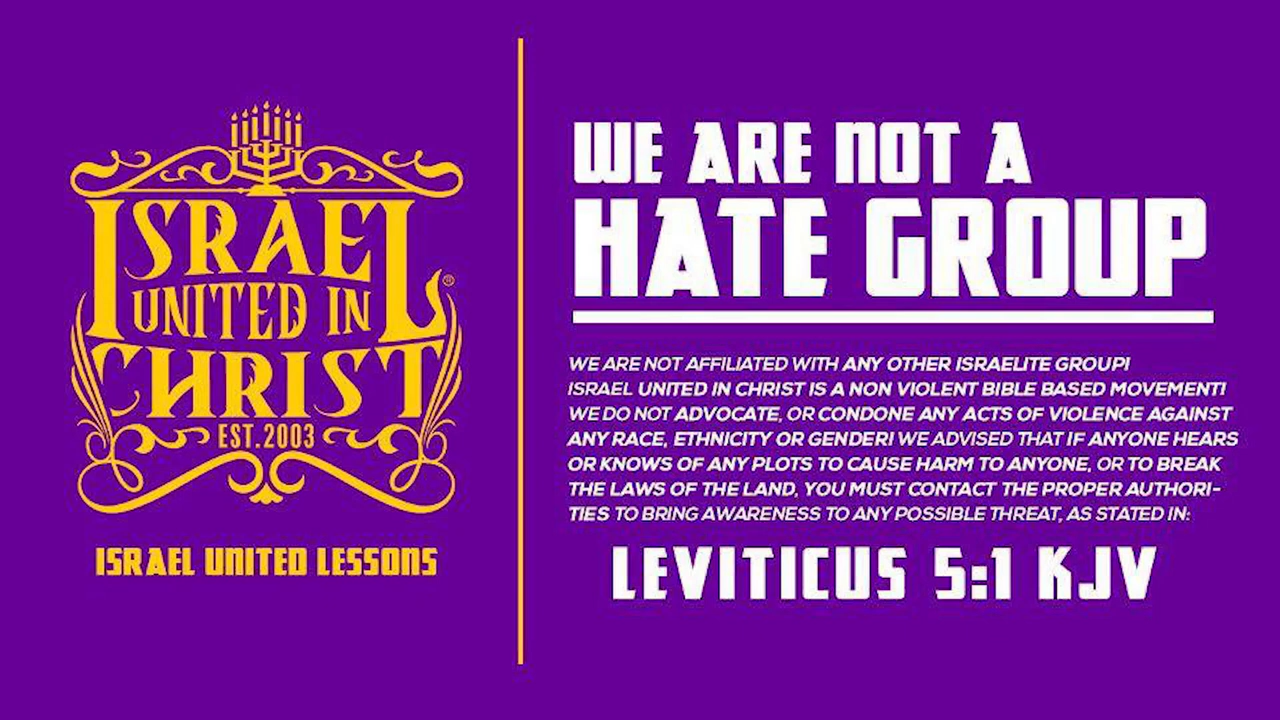 ISRAEL
UNITED IN
CHRIST
®
EST.2003
ISRAEL UNITED LESSONS
WE ARE NOT A
HATE GROUP
WE ARE NOT AFFILIATED WITH ANY OTHER ISRAELITE GROUP!
ISRAEL UNITED IN CHRIST IS A NON VIOLENT BIBLE BASED MOVEMENT!
WE DO NOT ADVOCATE, OR CONDONE ANY ACTS OF VIOLENCE AGAINST
ANY RACE, ETHNICITY OR GENDER! WE ADVISED THAT IF ANYONE HEARS
OR KNOWS OF ANY PLOTS TO CAUSE HARM TO ANYONE, OR TO BREAK
THE LAWS OF THE LAND, YOU MUST CONTACT THE PROPER AUTHORI-
TIES TO BRING AWARENESS TO ANY POSSIBLE THREAT, AS STATED IN:
LEVITICUS 5:1 KJV